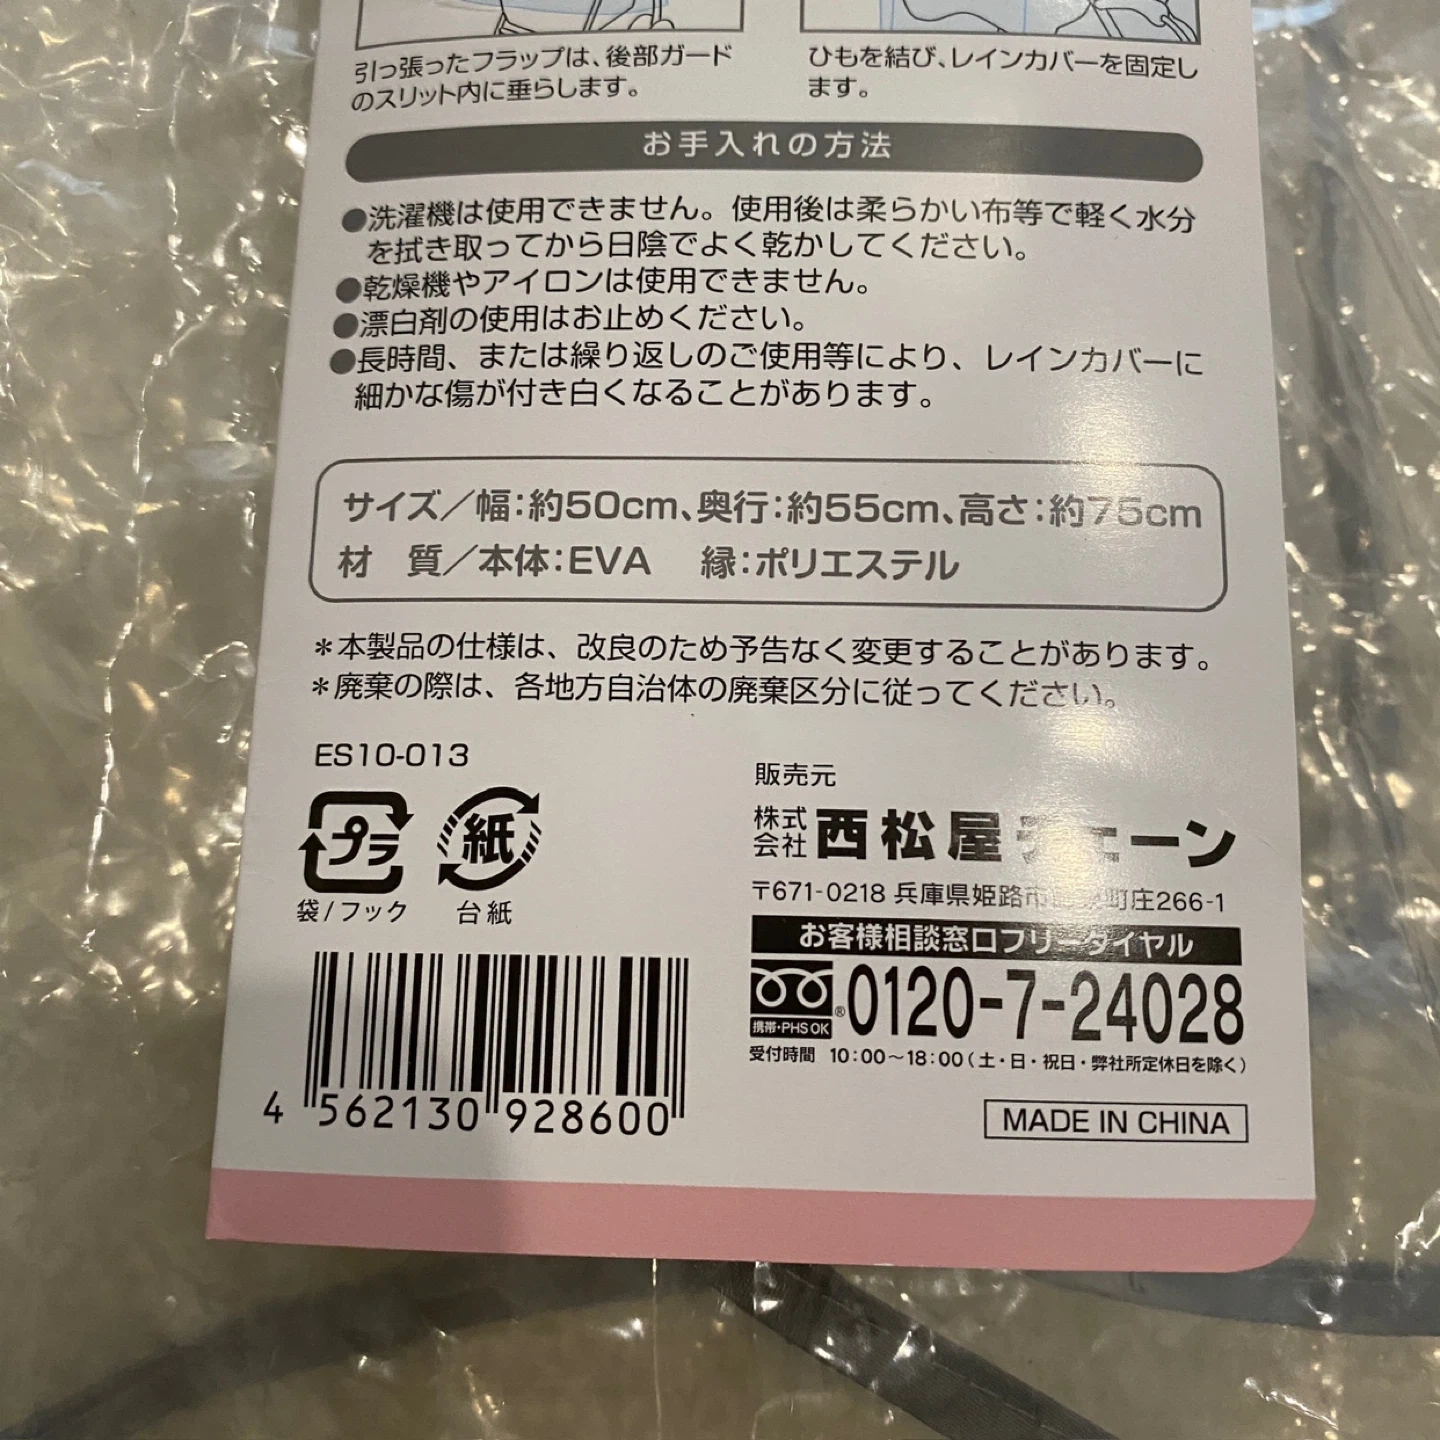 引っ張ったフラップは、後部ガード
のスリット内に垂らします。
ひもを結び、レインカバーを固定し
ます。
お手入れの方法
●洗濯機は使用できません。使用後は柔らかい布等で軽く水分
を拭き取ってから日陰でよく乾かしてください。
●乾燥機やアイロンは使用できません。
●漂白剤の使用はお止めください。
●長時間、または繰り返しのご使用等により、レインカバーに
細かな傷が付き白くなることがあります。
サイズ/幅:約50cm、奥行:約55cm、高さ:約75cm
材 質/本体:EVA 縁:ポリエステル
*本製品の仕様は、改良のため予告なく変更することがあります。
*廃棄の際は、各地方自治体の廃棄区分に従ってください。
ES10-013
プラ
袋/フック
紙
台紙
4 562130 928600
販売元
株式会社 西松屋チェーン
〒671-0218 兵庫県姫路市 町庄266-1
お客様相談窓口フリーダイヤル
携帯・PHS OK
® 0120-7-24028
受付時間 10:00~18:00(土・日・祝日・弊社所定休日を除く)
MADE IN CHINA